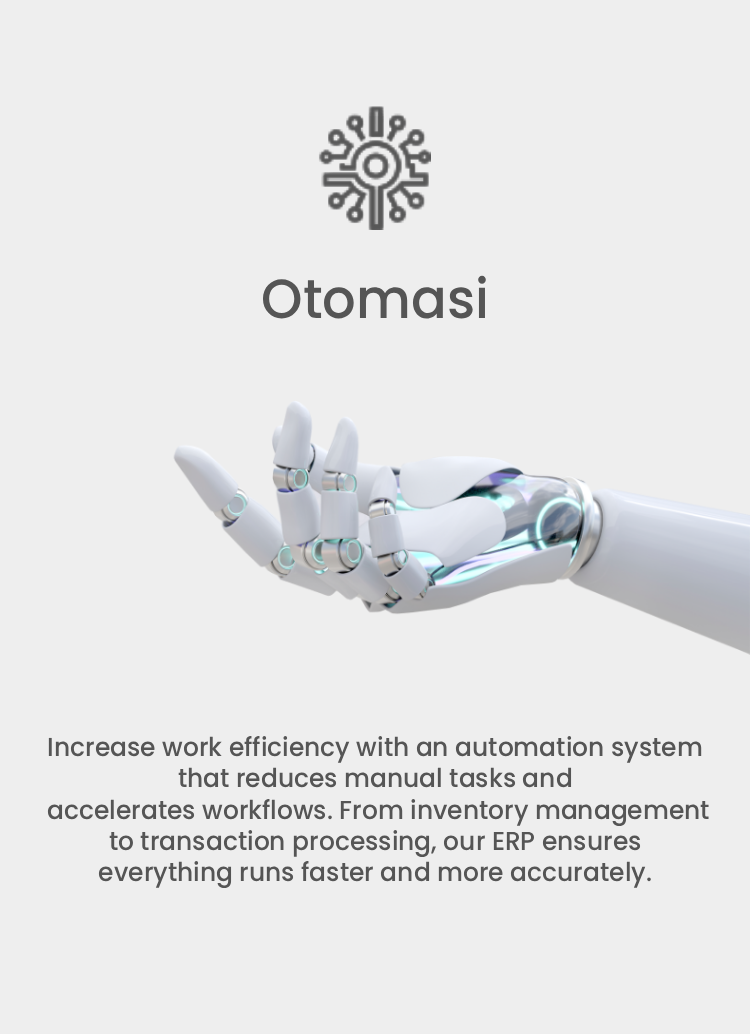 Otomasi
Increase work efficiency with an automation system
that reduces manual tasks and
accelerates workflows. From inventory management
to transaction processing, our ERP ensures
everything runs faster and more accurately.